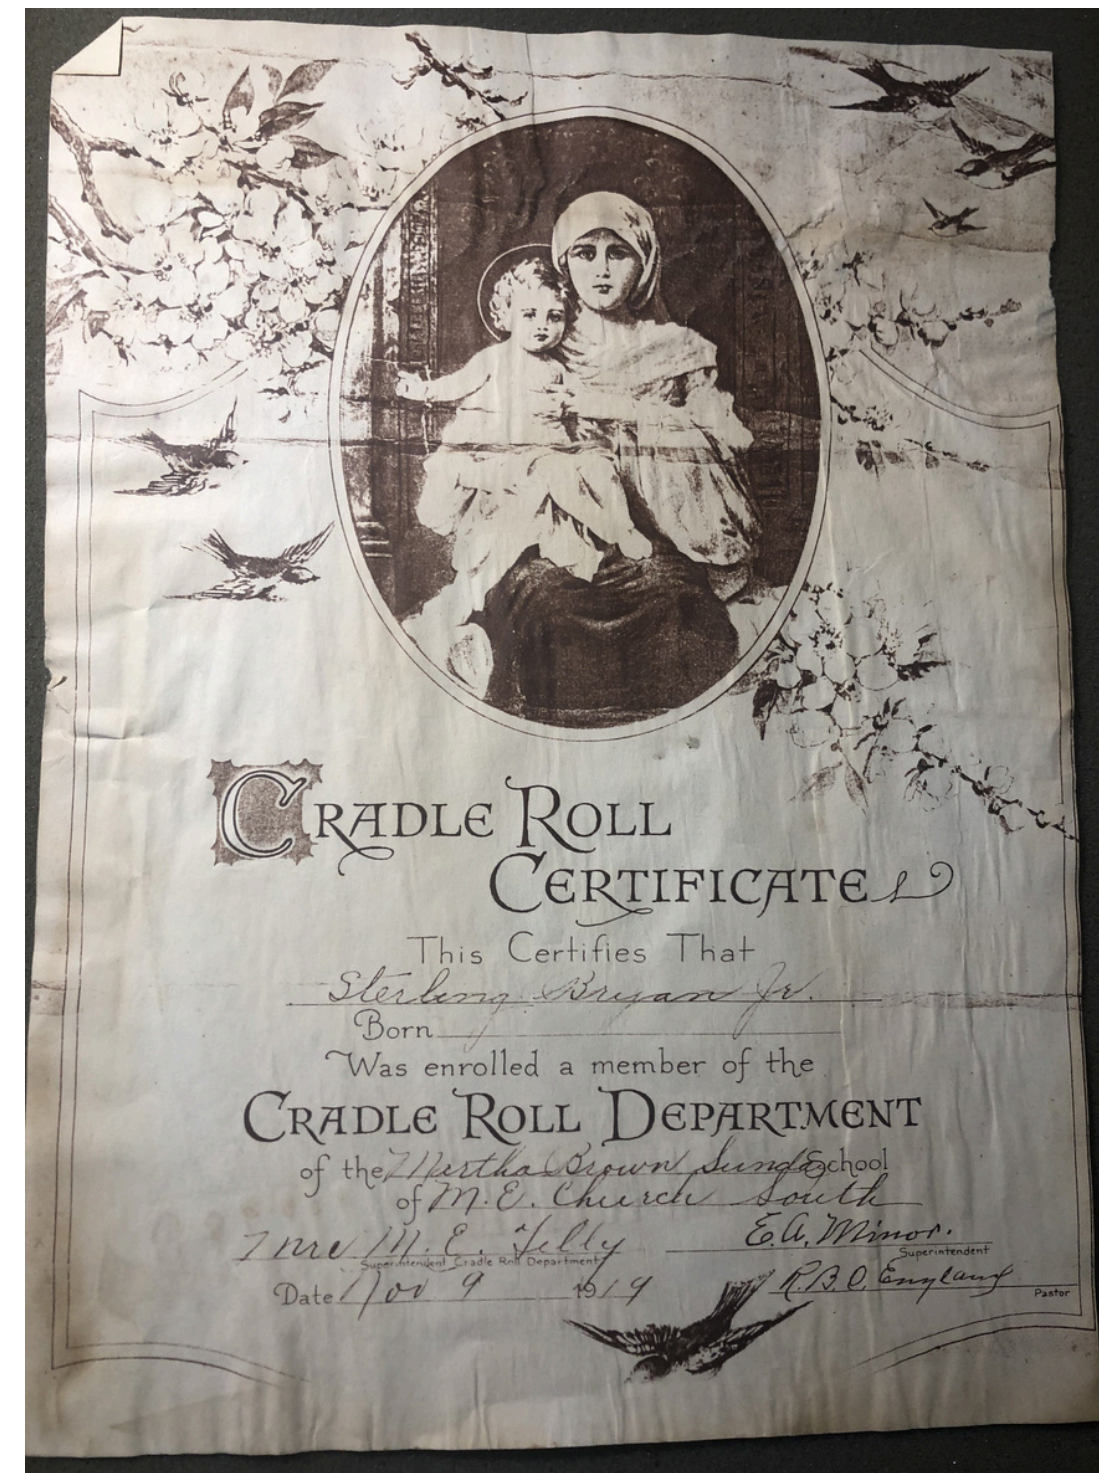 CRADLE ROLL
CERTIFICATE
This Certifies That
Sterling Bryan Jr.
Born
Was enrolled a member of the
CRADLE ROLL DEPARTMENT
of the Martha Brown Sunda School
of M.E. Church South
Mrs M. E. E. A. Minor.
Superintendent Cradle Roll Department Superintendent
Date Nov 9 1919 R.B.O. England
Pastor